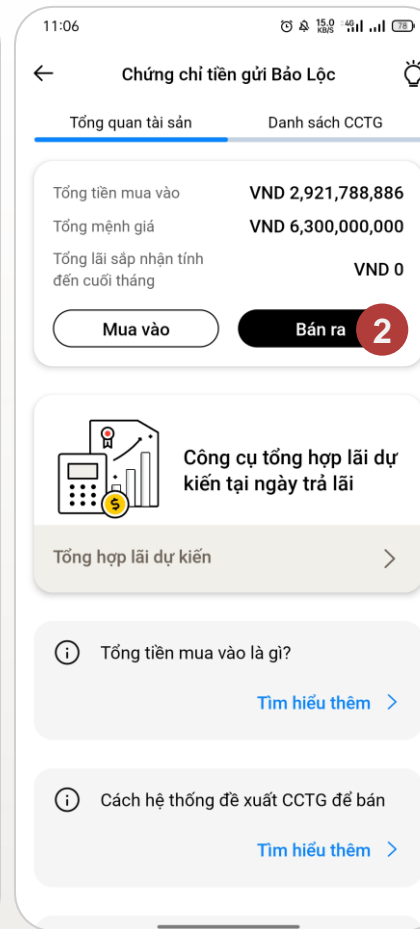 11:06
15.0 KB/S 4G 78
Chứng chỉ tiền gửi Bảo Lộc
Tổng quan tài sản
Danh sách CCTG
Tổng tiền mua vào VND 2,921,788,886
Tổng mệnh giá VND 6,300,000,000
Tổng lãi sắp nhận tính
đến cuối tháng
VND 0
Mua vào
Bán ra
2
Công cụ tổng hợp lãi dự
kiến tại ngày trả lãi
$
Tổng hợp lãi dự kiến
Tổng tiền mua vào là gì?
Tìm hiểu thêm
Cách hệ thống đề xuất CCTG để bán
Tìm hiểu thêm